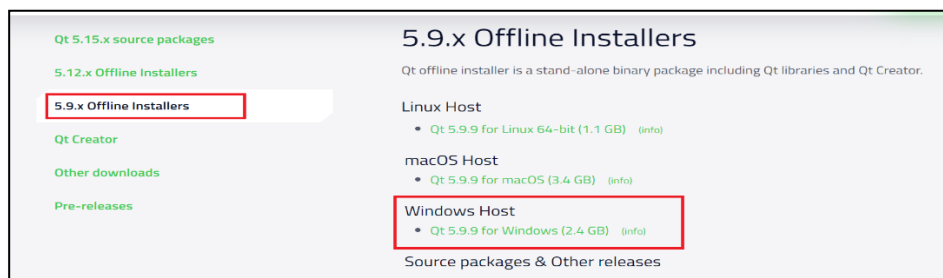 Qt 5.15.x source packages
5.12.x Offline Installers
5.9.x Offline Installers
Qt Creator
Other downloads
Pre-releases
5.9.x Offline Installers
Qt offline installer is a stand-alone binary package including Qt libraries and Qt Creator.
Linux Host
• Qt 5.9.9 for Linux 64-bit (1.1 GB) (info)
macOS Host
• Qt 5.9.9 for macOS (3.4 GB) (info)
Windows Host
• Qt 5.9.9 for Windows (2.4 GB) (info)
Source packages & Other releases